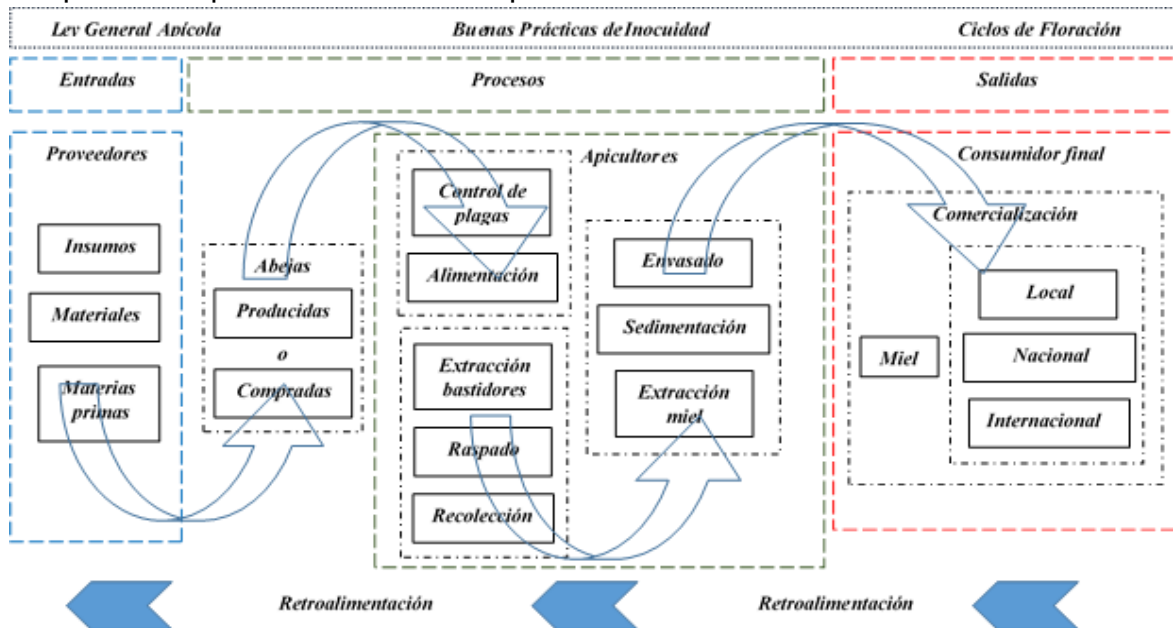 Ley General Apícola
Buenas Prácticas de Inocuidad
Ciclos de Floración
Entradas
Procesos
Salidas
Proveedores
Insumos
Materiales
Materias
primas
Abejas
Producidas
o
Compradas
Apicultores
Control de
plagas
Alimentación
Extracción
bastidores
Raspado
Recolección
Envasado
Sedimentación
Extracción
miel
Consumidor final
Comercialización
Miel
Local
Nacional
Internacional
Retroalimentación
Retroalimentación